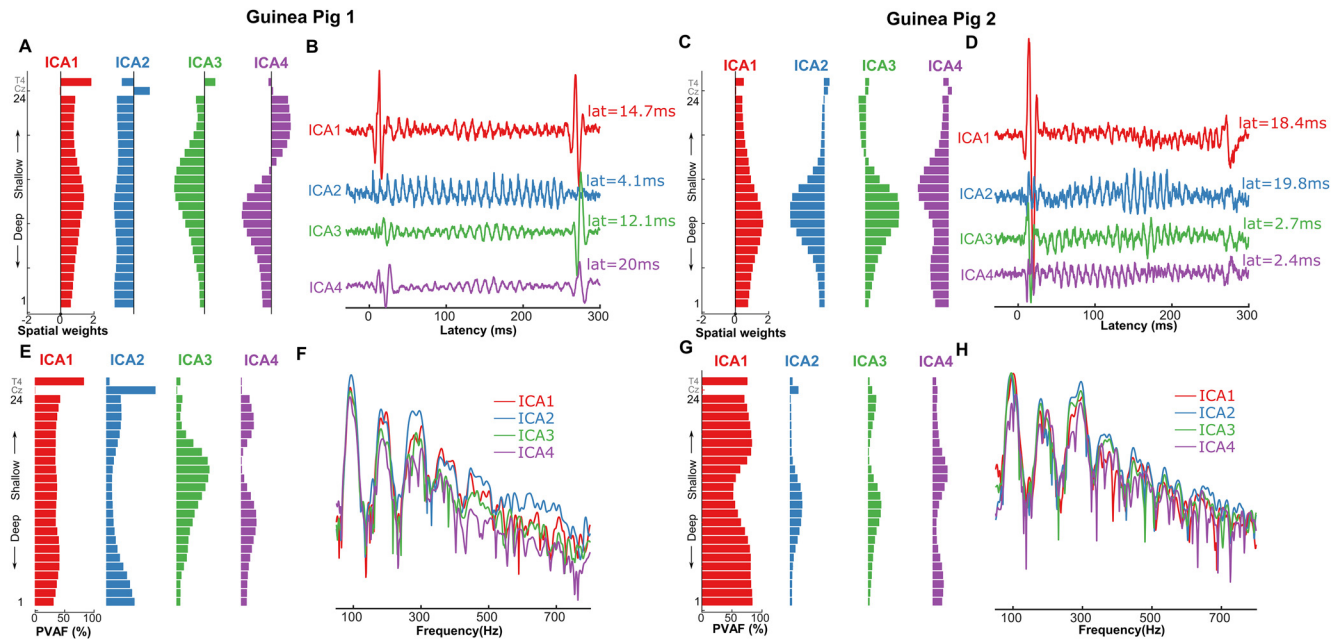 Guinea Pig 1
Guinea Pig 2
A
ICA1 ICA2 ICA3 ICA4
T4
Cz
24
Shallow
Deep
1
-2 0 2 0 0 0
Spatial weights
B
ICA1 lat=14.7ms
ICA2 lat=4.1ms
ICA3 lat=12.1ms
ICA4 lat=20ms
0 100 200 300
Latency (ms)
C
ICA1 ICA2 ICA3 ICA4
T4
Cz
24
Shallow
Deep
1
-2 0 2
Spatial weights
D
ICA1 lat=18.4ms
ICA2 lat=19.8ms
ICA3 lat=2.7ms
ICA4 lat=2.4ms
0 100 200 300
Latency (ms)
E
ICA1 ICA2 ICA3 ICA4
T4
Cz
24
Shallow
Deep
1
0 50 100
PVAF (%)
F
ICA1
ICA2
ICA3
ICA4
100 300 500 700
Frequency(Hz)
G
ICA1 ICA2 ICA3 ICA4
T4
Cz
24
Shallow
Deep
1
0 50 100
PVAF (%)
H
ICA1
ICA2
ICA3
ICA4
100 300 500 700
Frequency(Hz)